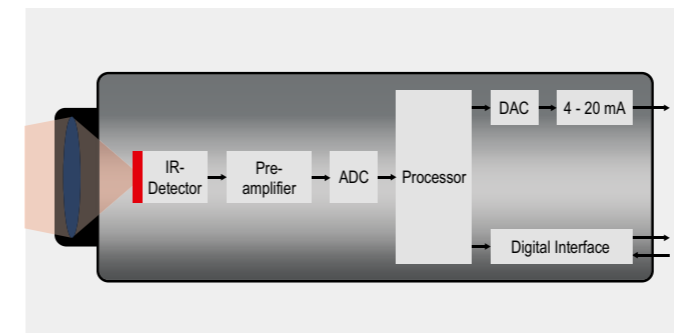 IR-
Detector
Pre-
amplifier
ADC
Processor
DAC
4 - 20 mA
Digital Interface